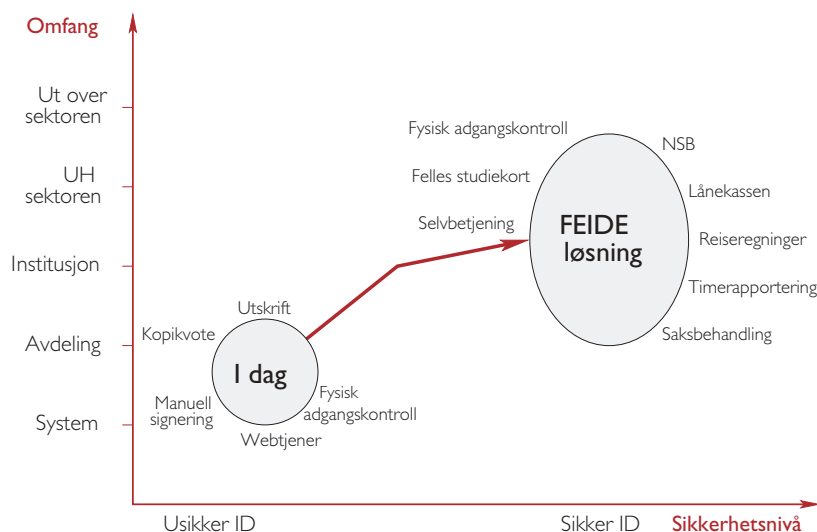 Omfang
Ut over
sektoren
UH
sektoren
Institusjon
Avdeling
System
Fysisk adgangskontroll
NSB
Felles studiekort
Lånekassen
Selvbetjening
FEIDE
løsning
Reiseregninger
Timerapportering
Saksbehandling
Utskrift
Kopikvote
I dag
Manuell
signering
Fysisk
adgangskontroll
Webtjener
Usikker ID
Sikker ID
Sikkerhetsnivå